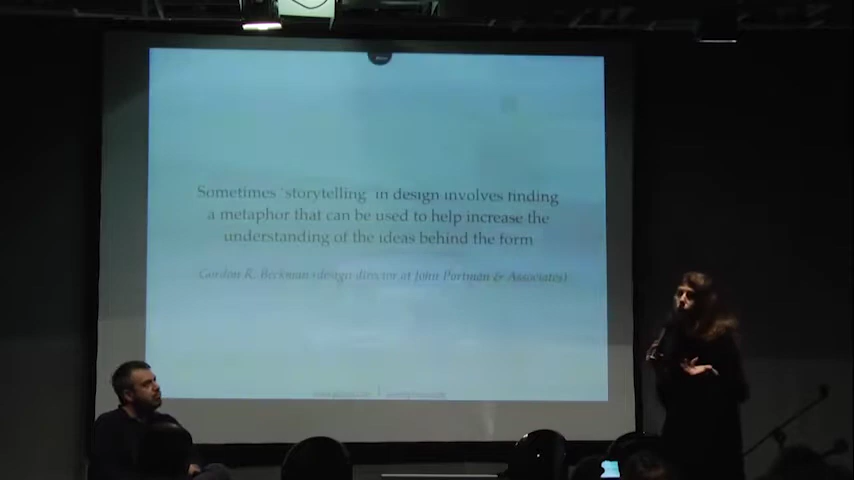 Sometimes 'storytelling' in design involves finding
a metaphor that can be used to help increase the
understanding of the ideas behind the form
Gordon R. Beckman (design director at John Portman & Associates)